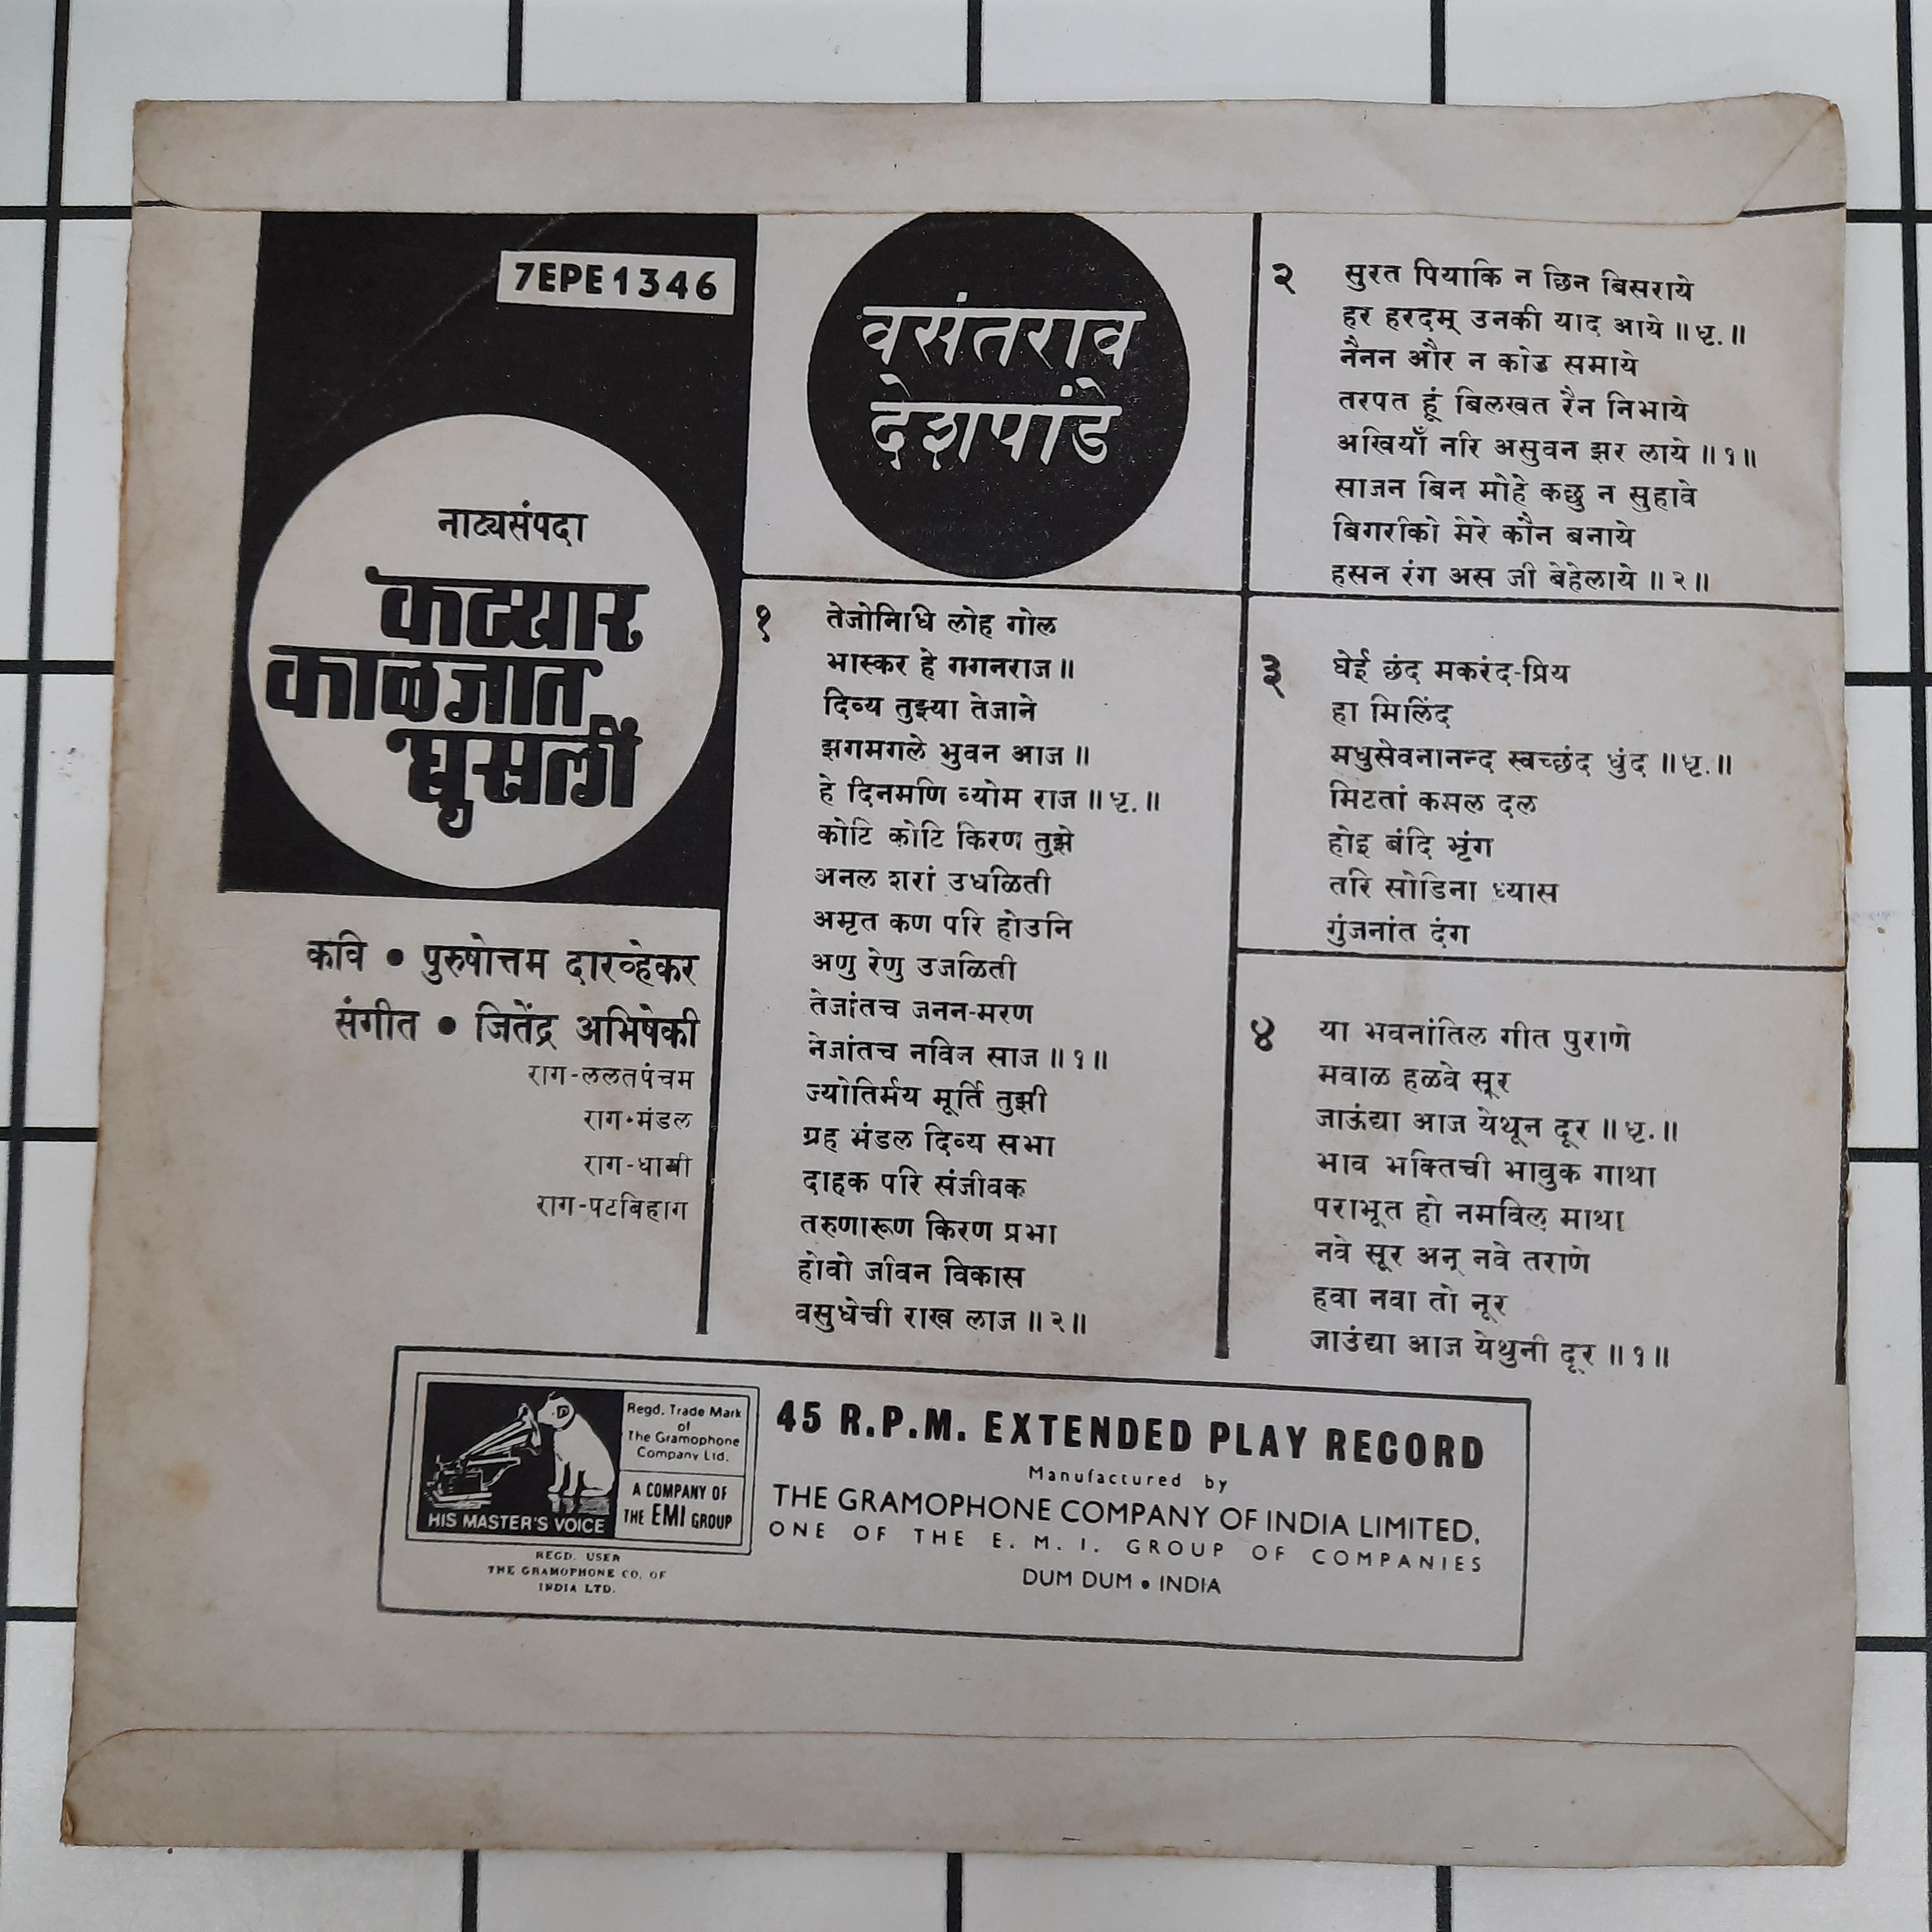 7EPE1346
नाट्यसंपदा
कट्यार
काळजात
घुसली
कवि • पुरुषोत्तम दारव्हेकर
संगीत • जितेंद्र अभिषेकी
राग-ललतपंचम
राग-मंडल
राग-धानी
राग-पटबिहाग
वसंतराव
देशपांडे
१
तेजोनिधि लोह गोल
भास्कर हे गगनराज ॥
दिव्य तुझ्या तेजाने
झगमगले भुवन आज ॥
हे दिनमणि व्योम राज ॥ धृ. ॥
कोटि कोटि किरण तुझे
अनल शरां उधळिती
अमृत कण परि होउनि
अणु रेणु उजळिती
तेजांतच जनन-मरण
नेजांतच नविन साज ॥ १ ॥
ज्योतिर्मय मूर्ति तुझी
ग्रह मंडल दिव्य सभा
दाहक परि संजीवक
तरुणारूण किरण प्रभा
होवो जीवन विकास
वसुधेची राख लाज ॥ २ ॥
२
सुरत पियाकि न छिन बिसराये
हर हरदम् उनकी याद आये ॥ धृ. ॥
नैनन और न कोउ समाये
तरपत हूं बिलखत रैन निभाये
अखियाँ नरि असुवन झर लाये ॥ १ ॥
साजन बिन मोहे कछु न सुहावे
बिगरीको मेरे कौन बनाये
हसन रंग अस जी बेहेलाये ॥ २ ॥
३
घेई छंद मकरंद-प्रिय
हा मिलिंद
मधुसेवनानन्द स्वच्छंद धुंद ॥ धृ. ॥
मिटतां कमल दल
होइ बंदि भृंग
तरि सोडिना ध्यास
गुंजनांत दंग
४
या भवनांतिल गीत पुराणे
मवाळ हळवे सूर
जाऊंद्या आज येथून दूर ॥ धृ. ॥
भाव भक्तिची भावुक गाथा
पराभूत हो नमविल माथा
नवे सूर अन् नवे तराणे
हवा नवा तो नूर
जाउंद्या आज येथुनी दूर ॥ १ ॥
HIS MASTER'S VOICE
Regd. Trade Mark
of
The Gramophone
Company Ltd.
A COMPANY OF
THE EMI GROUP
REGD. USER
THE GRAMOPHONE CO. OF
INDIA LTD.
45 R.P.M. EXTENDED PLAY RECORD
Manufactured by
THE GRAMOPHONE COMPANY OF INDIA LIMITED.
ONE OF THE E. M. I. GROUP OF COMPANIES
DUM DUM • INDIA